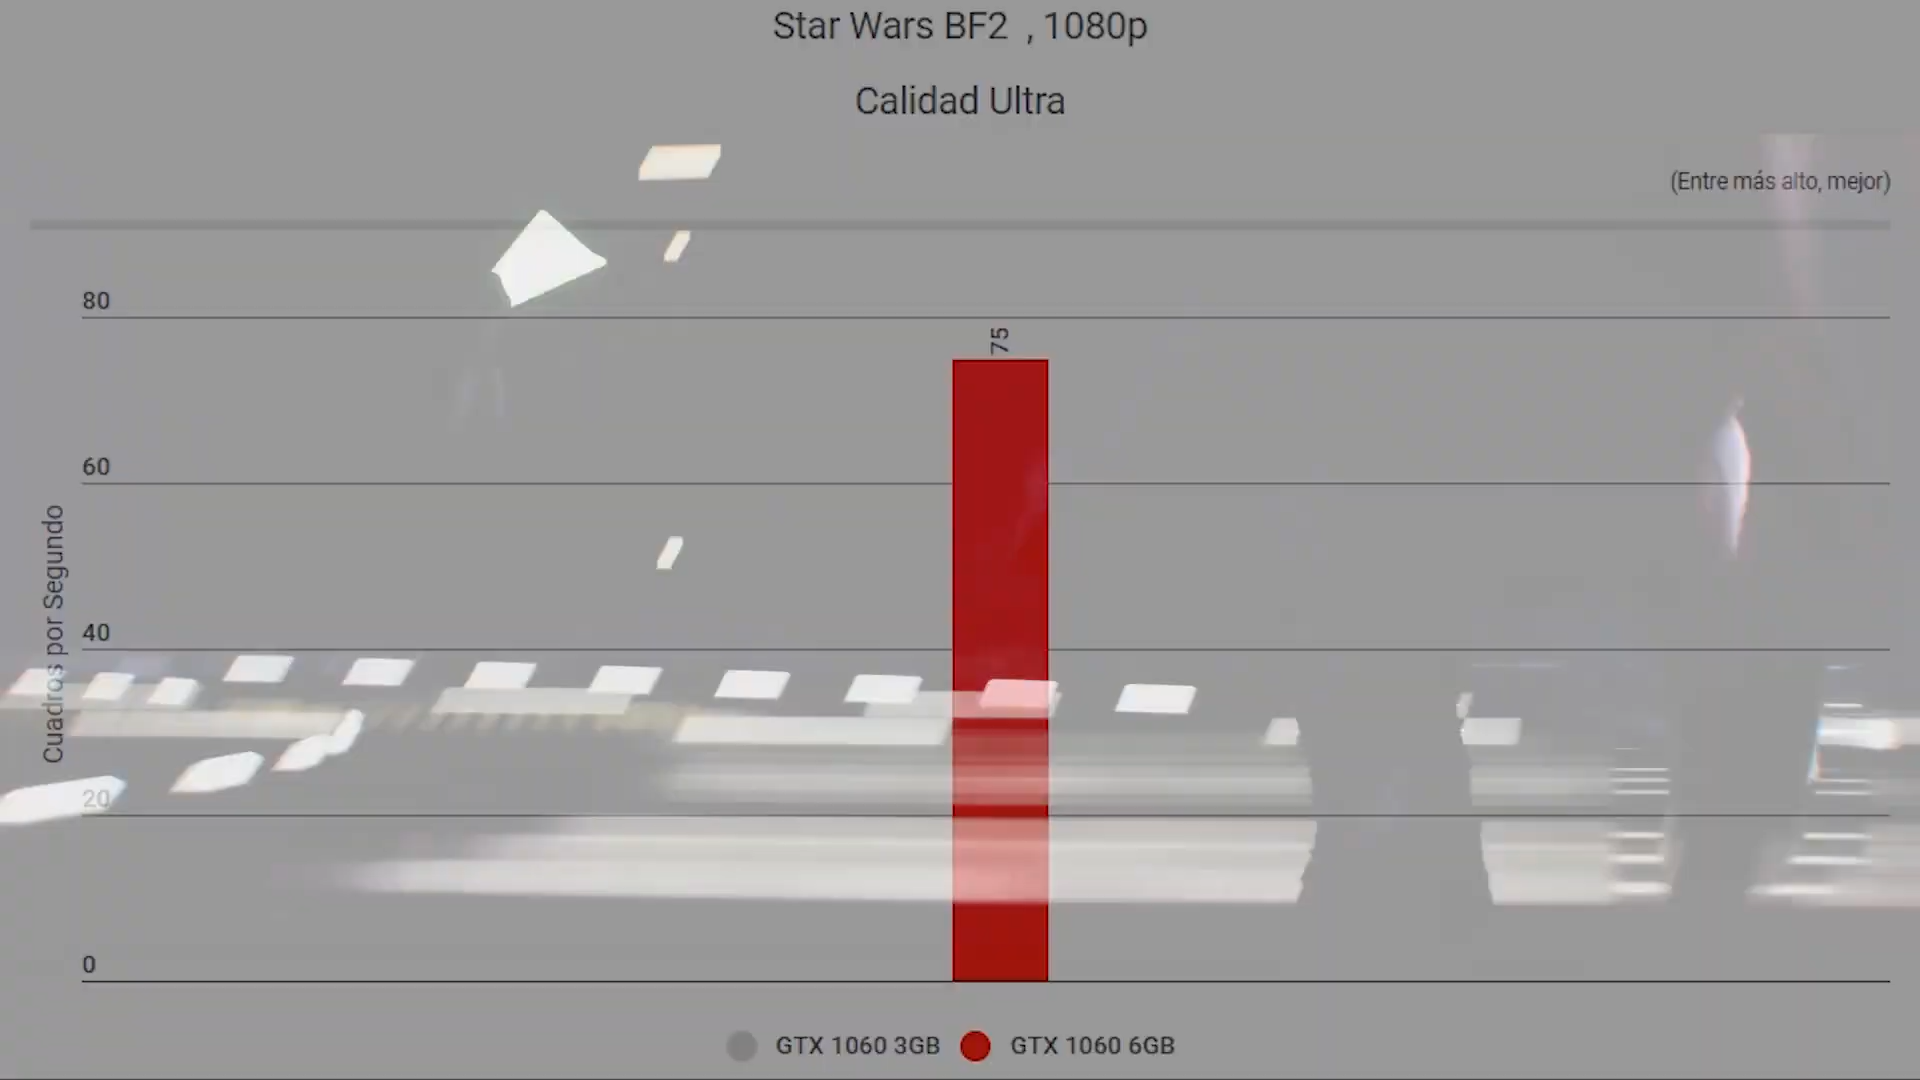 Star Wars BF2 , 1080p
Calidad Ultra
(Entre más alto, mejor)
80
75
60
Cuadros por Segundo
40
20
0
GTX 1060 3GB
GTX 1060 6GB